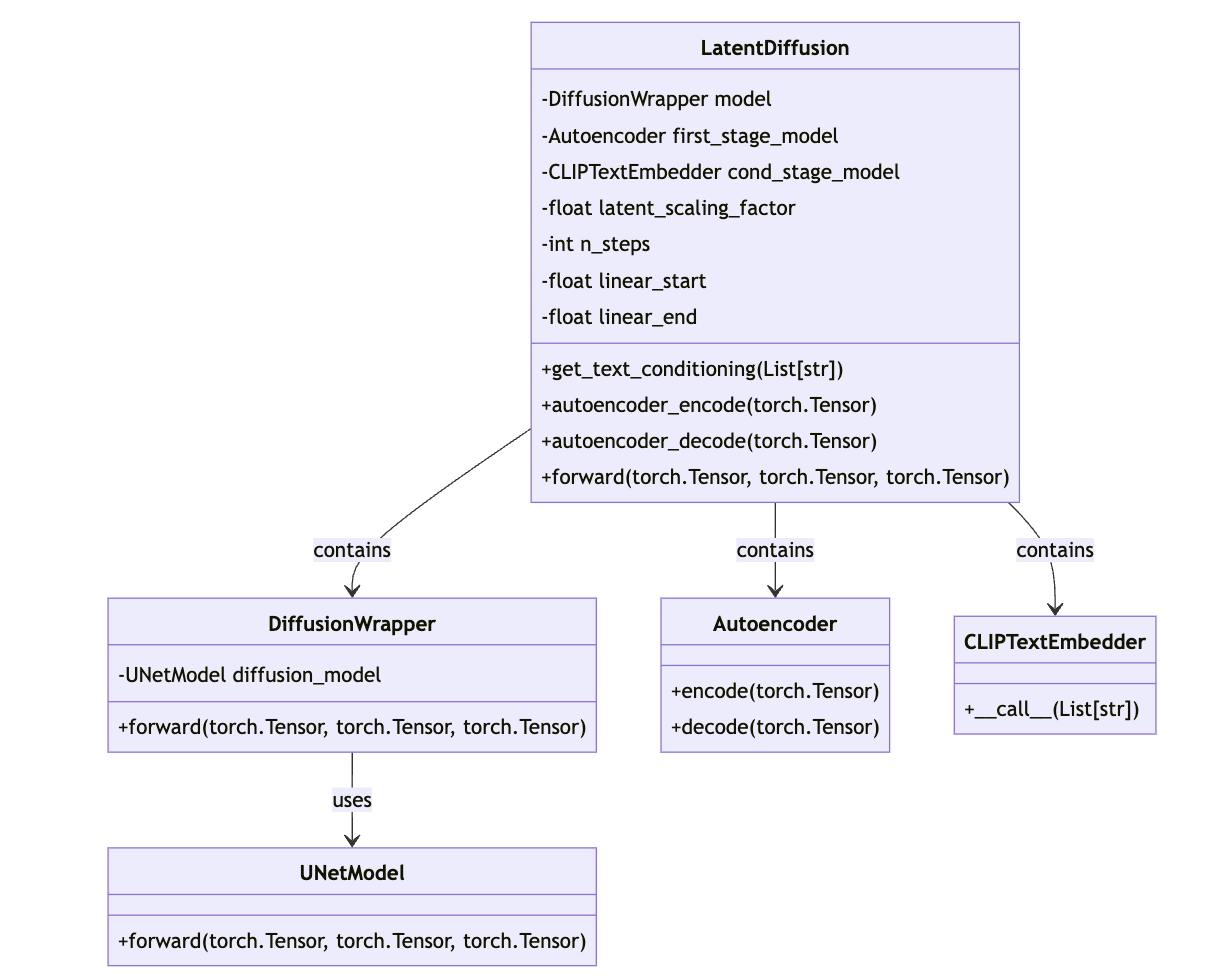 LatentDiffusion
-DiffusionWrapper model
-Autoencoder first_stage_model
-CLIPTextEmbedder cond_stage_model
-float latent_scaling_factor
-int n_steps
-float linear_start
-float linear_end
+get_text_conditioning(List[str])
+autoencoder_encode(torch.Tensor)
+autoencoder_decode(torch.Tensor)
+forward(torch.Tensor, torch.Tensor, torch.Tensor)
contains
contains
contains
DiffusionWrapper
-UNetModel diffusion_model
+forward(torch.Tensor, torch.Tensor, torch.Tensor)
Autoencoder
+encode(torch.Tensor)
+decode(torch.Tensor)
CLIPTextEmbedder
+__call__(List[str])
uses
UNetModel
+forward(torch.Tensor, torch.Tensor, torch.Tensor)